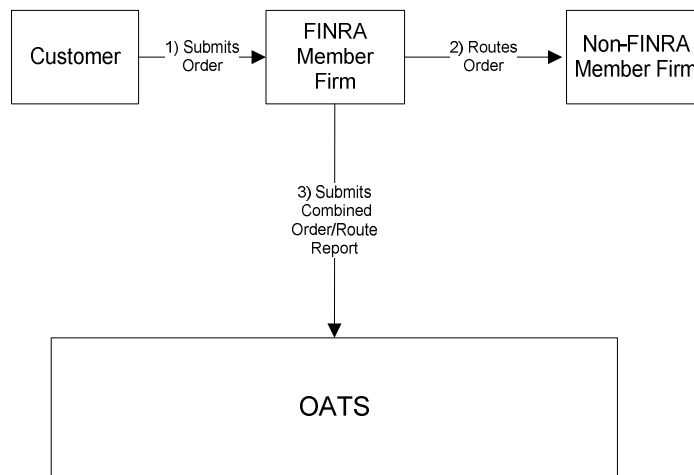 Customer
1) Submits
Order
FINRA
Member
Firm
2) Routes
Order
Non-FINRA
Member Firm
3) Submits
Combined
Order/Route
Report
OATS